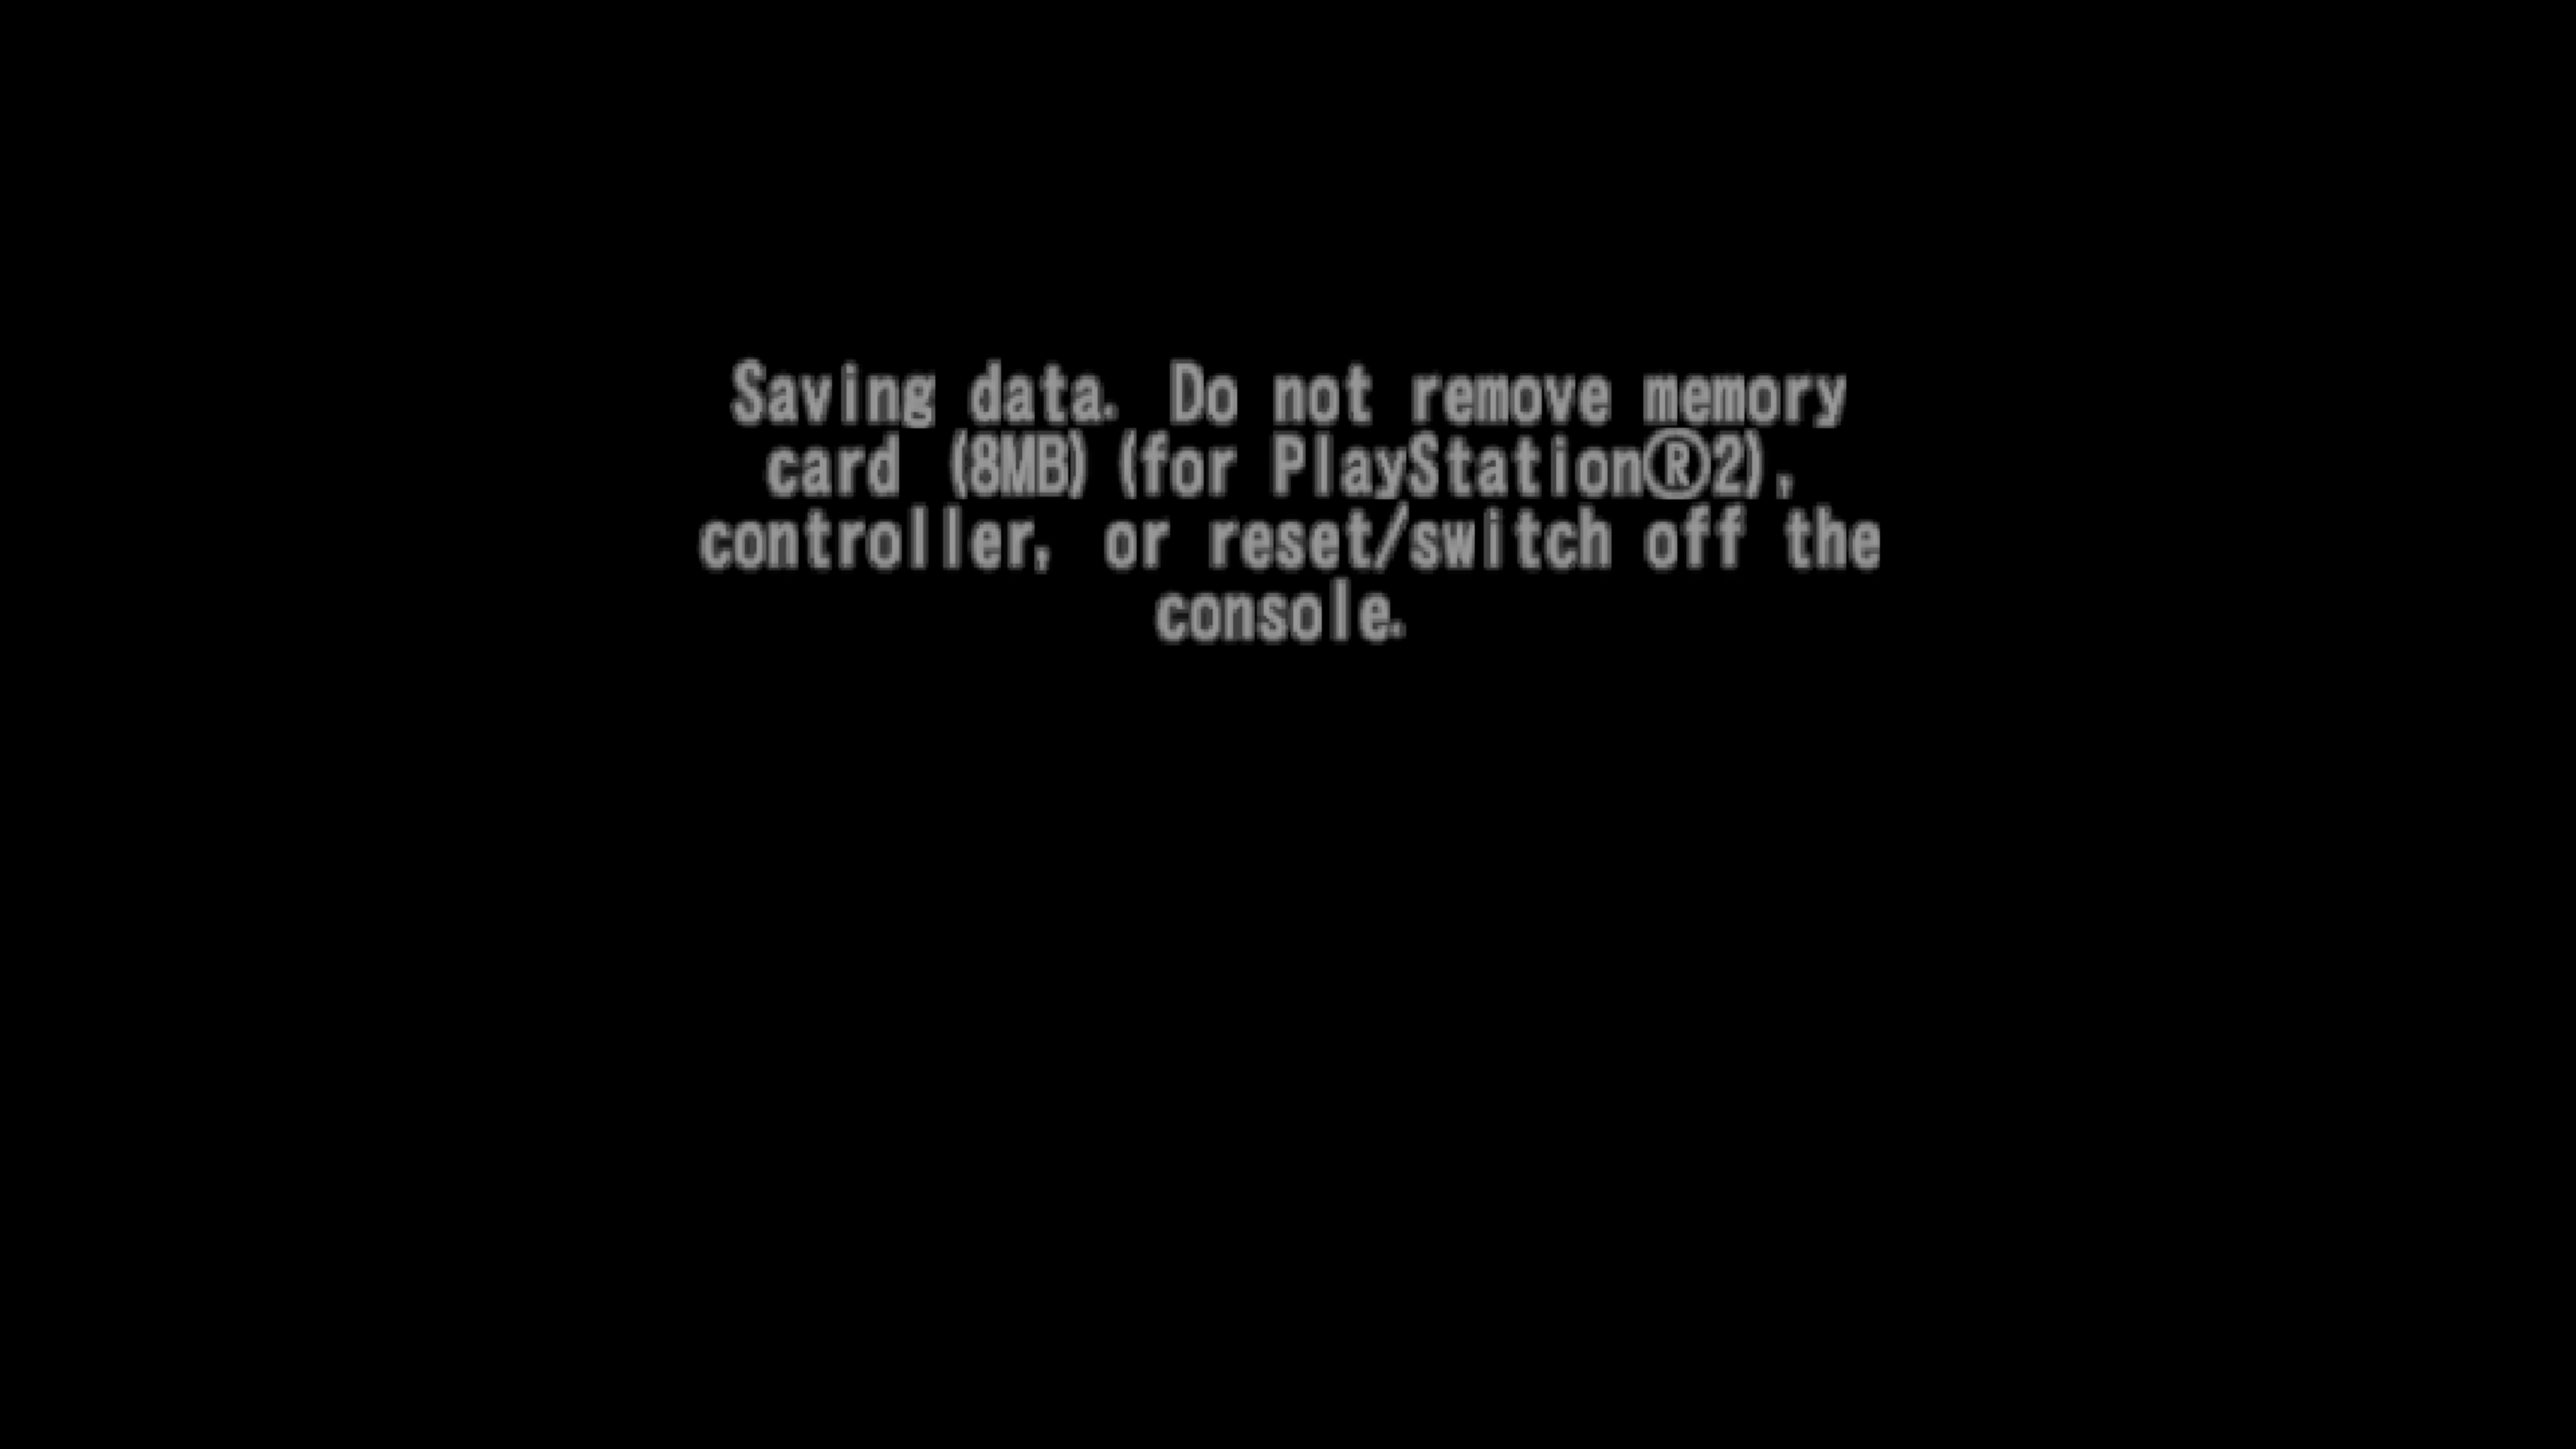 Saving data. Do not remove memory
card (8MB) (for PlayStation®2),
controller, or reset/switch off the
console.